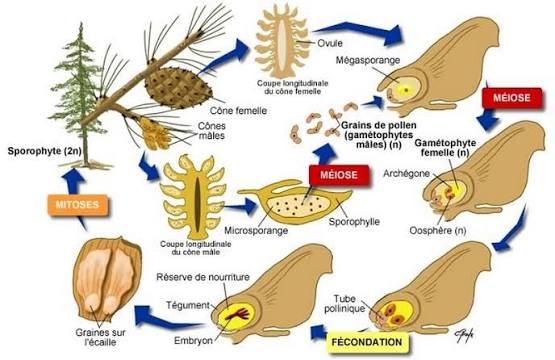 Ovule
Coupe longitudinale
du cône femelle
Mégasporange
Cône femelle
Cônes
mâles
Sporophyte (2n)
Grains de pollen
(gamétophytes
mâles) (n)
MÉIOSE
Gamétophyte
femelle (n)
Archégone
Oosphère (n)
MÉIOSE
Microsporange
Sporophylle
Coupe longitudinale
du cône mâle
MITOSES
Réserve de nourriture
Tégument
Embryon
Tube
pollinique
FÉCONDATION
Graines sur
l'écaille